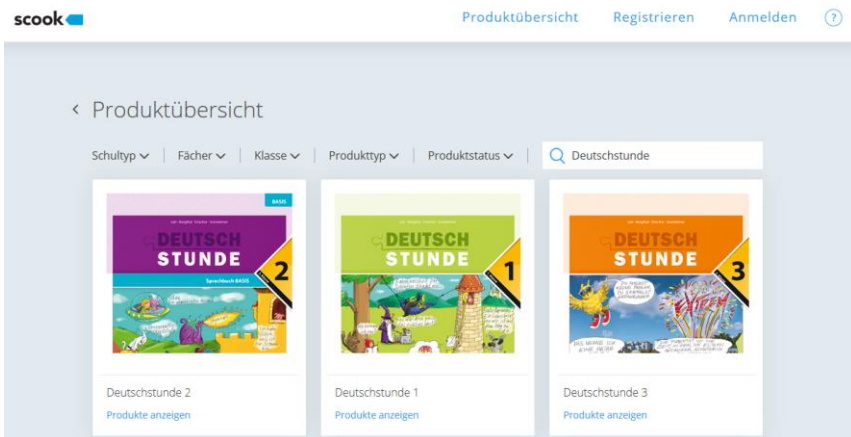 scook
Produktübersicht Registrieren Anmelden ?
< Produktübersicht
Schultyp Fächer Klasse Produkttyp Produktstatus Deutschstunde
BASIS
DEUTSCH
STUNDE
2
Sprachbuch BASIS
DEUTSCH
STUNDE
1
DEUTSCH
STUNDE
3
EXTREM
Deutschstunde 2
Produkte anzeigen
Deutschstunde 1
Produkte anzeigen
Deutschstunde 3
Produkte anzeigen